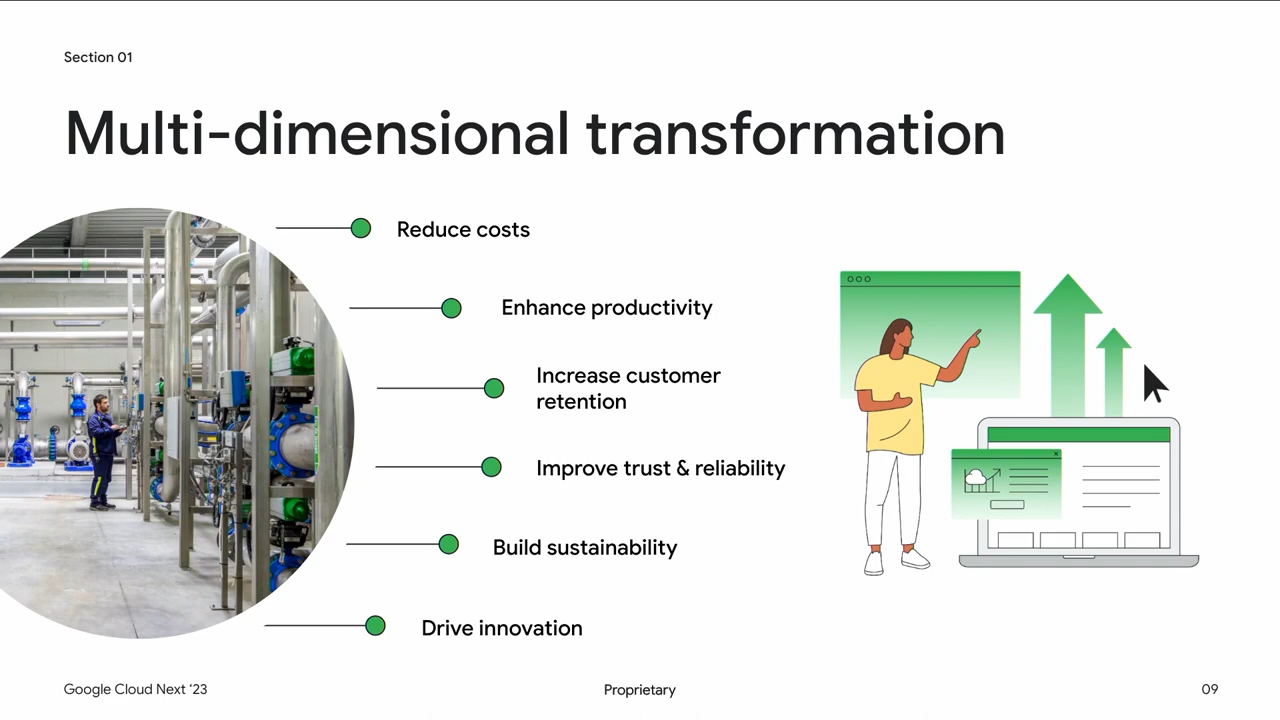 Section 01
Multi-dimensional transformation
Reduce costs
Enhance productivity
Increase customer
retention
Improve trust & reliability
Build sustainability
Drive innovation
Google Cloud Next ‘23
Proprietary
09